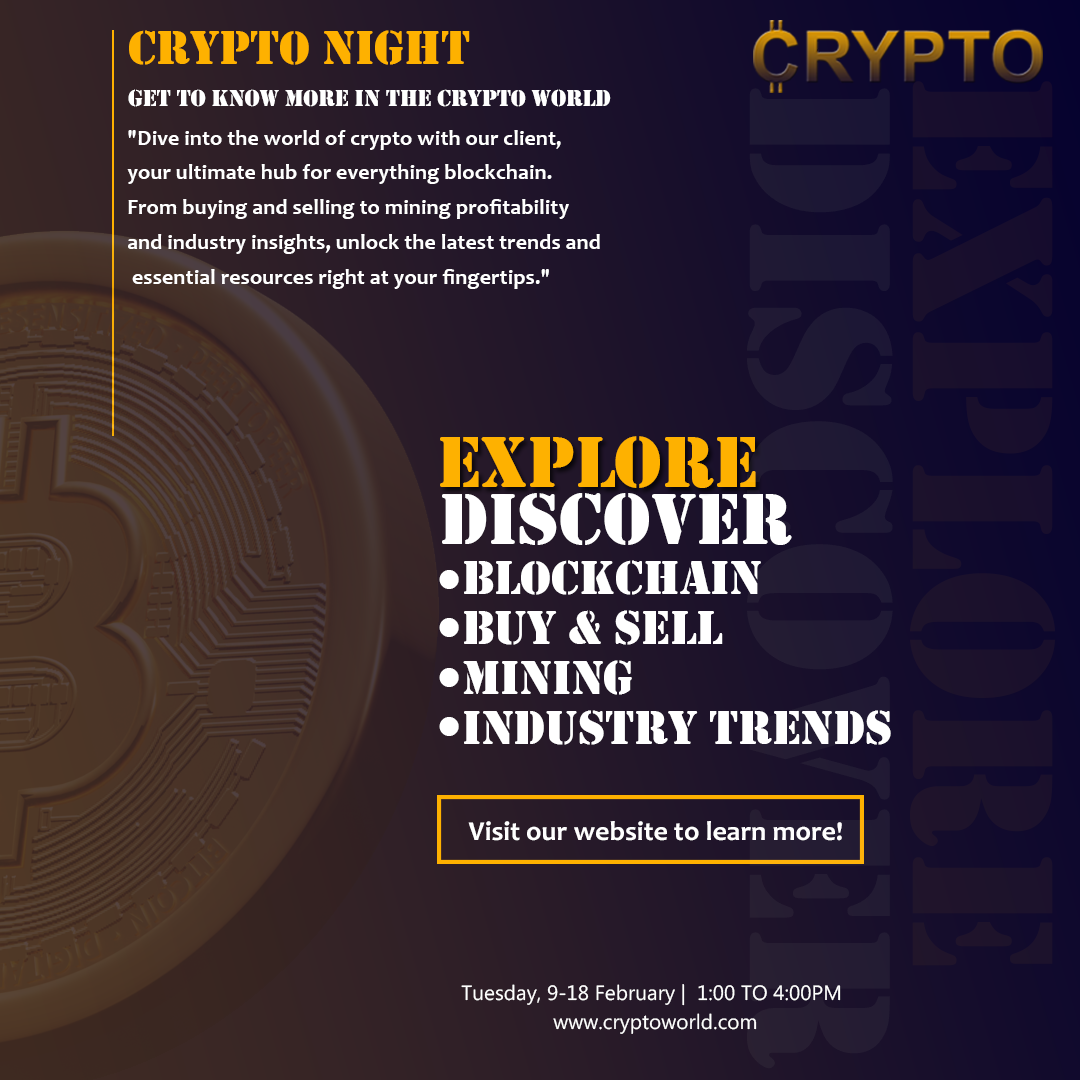 CRYPTO NIGHT
₿RYPTO
GET TO KNOW MORE IN THE CRYPTO WORLD
"Dive into the world of crypto with our client,
your ultimate hub for everything blockchain.
From buying and selling to mining profitability
and industry insights, unlock the latest trends and
essential resources right at your fingertips."
EXPLORE
DISCOVER
EXPLORE
DISCOVER
•BLOCKCHAIN
•BUY & SELL
•MINING
•INDUSTRY TRENDS
Visit our website to learn more!
Tuesday, 9-18 February | 1:00 TO 4:00PM
www.cryptoworld.com